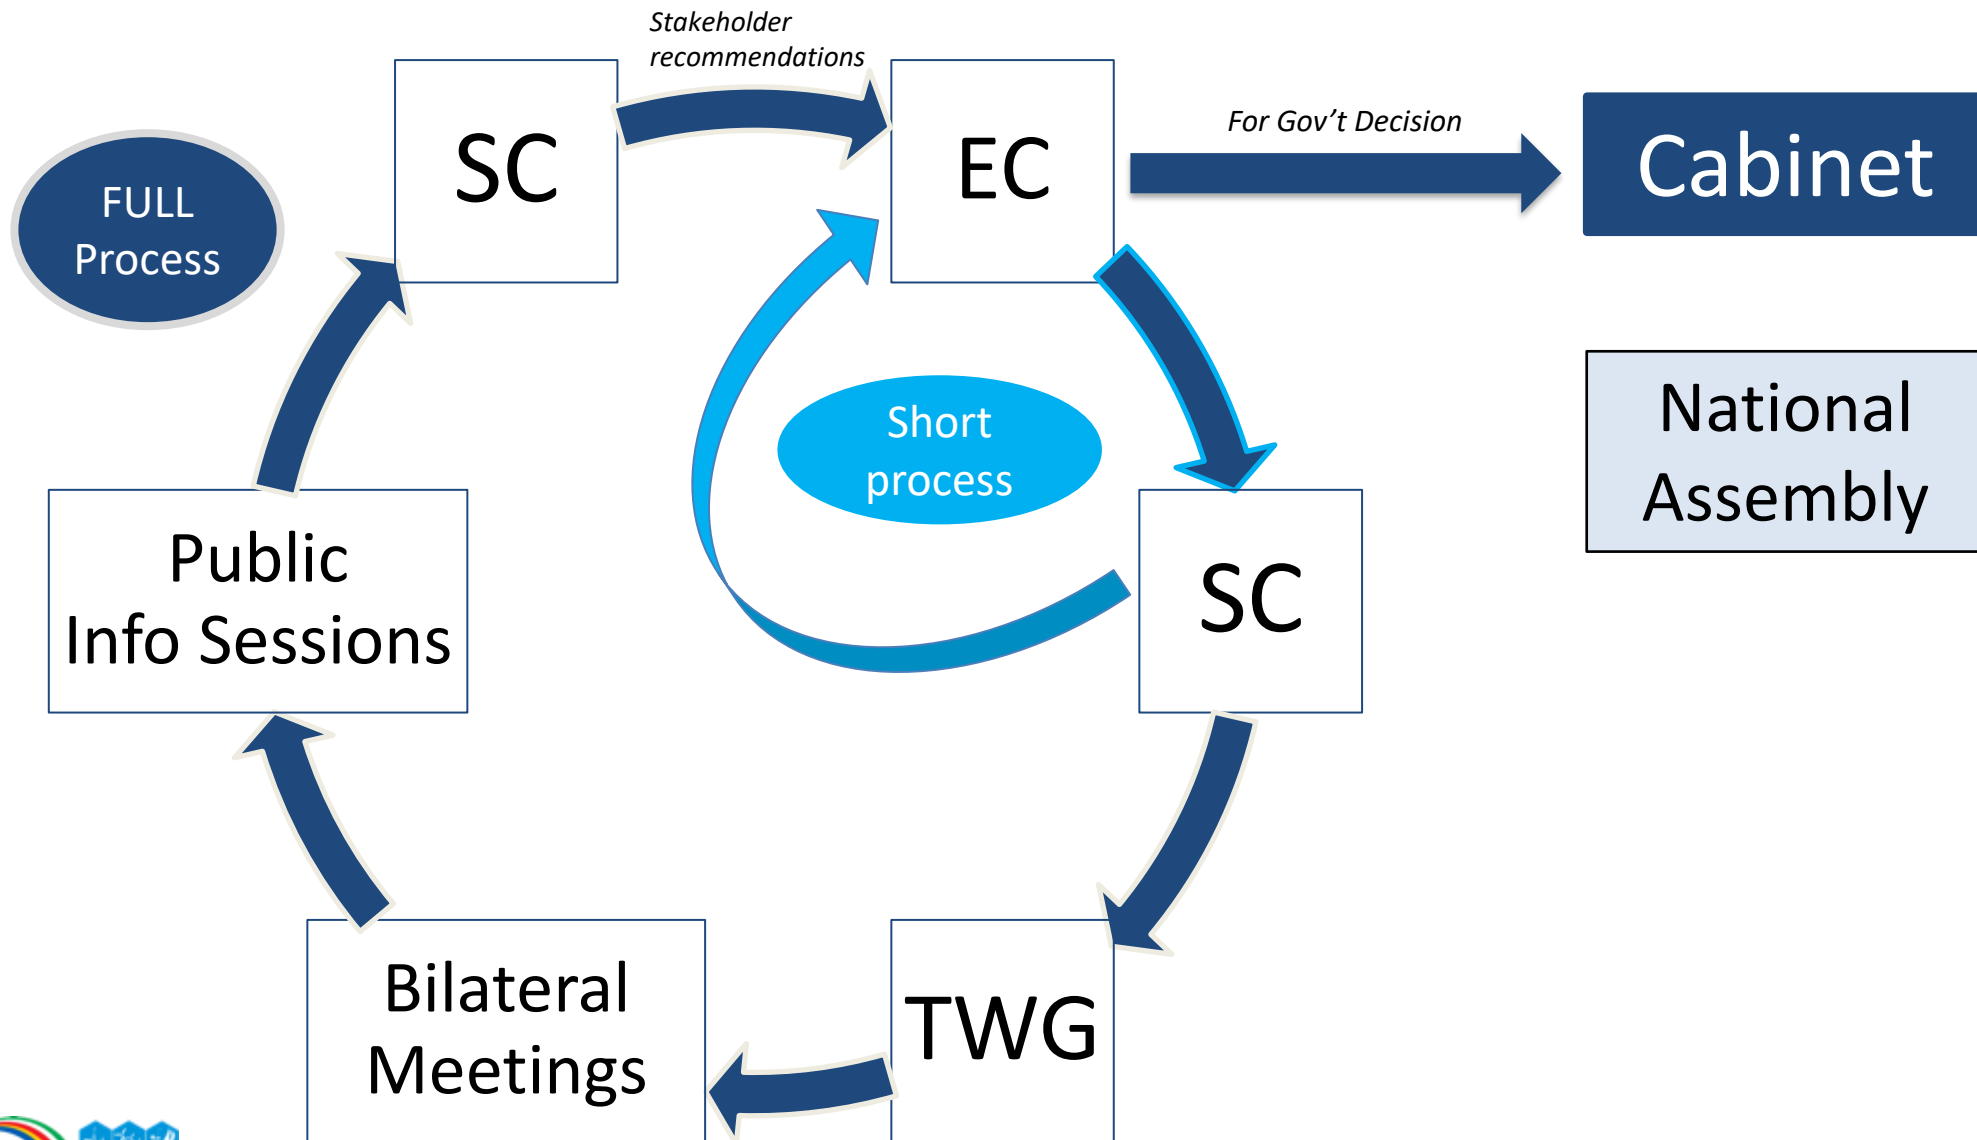 Stakeholder
recommendations
SC
EC
For Gov’t Decision
Cabinet
FULL
Process
National
Assembly
Short
process
Public
Info Sessions
SC
Bilateral
Meetings
TWG